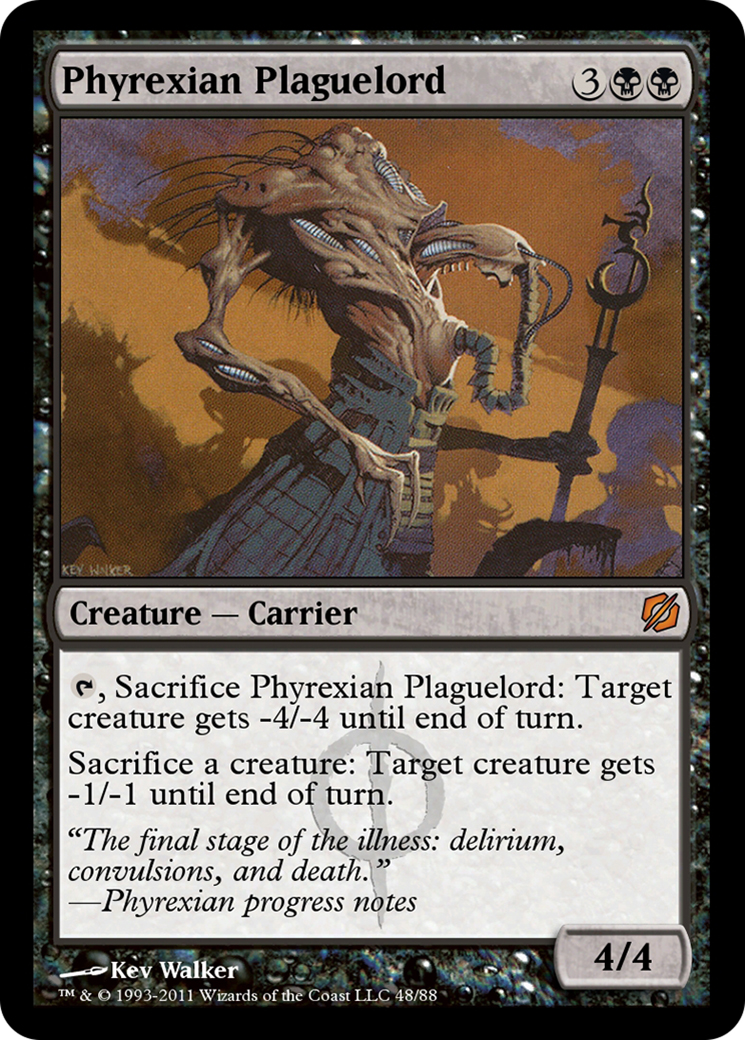 Phyrexian Plaguelord 3
KEV WALKER
Creature — Carrier
, Sacrifice Phyrexian Plaguelord: Target
creature gets -4/-4 until end of turn.
Sacrifice a creature: Target creature gets
-1/-1 until end of turn.
“The final stage of the illness: delirium,
convulsions, and death.”
—Phyrexian progress notes
4/4
Kev Walker
™ & © 1993-2011 Wizards of the Coast LLC 48/88